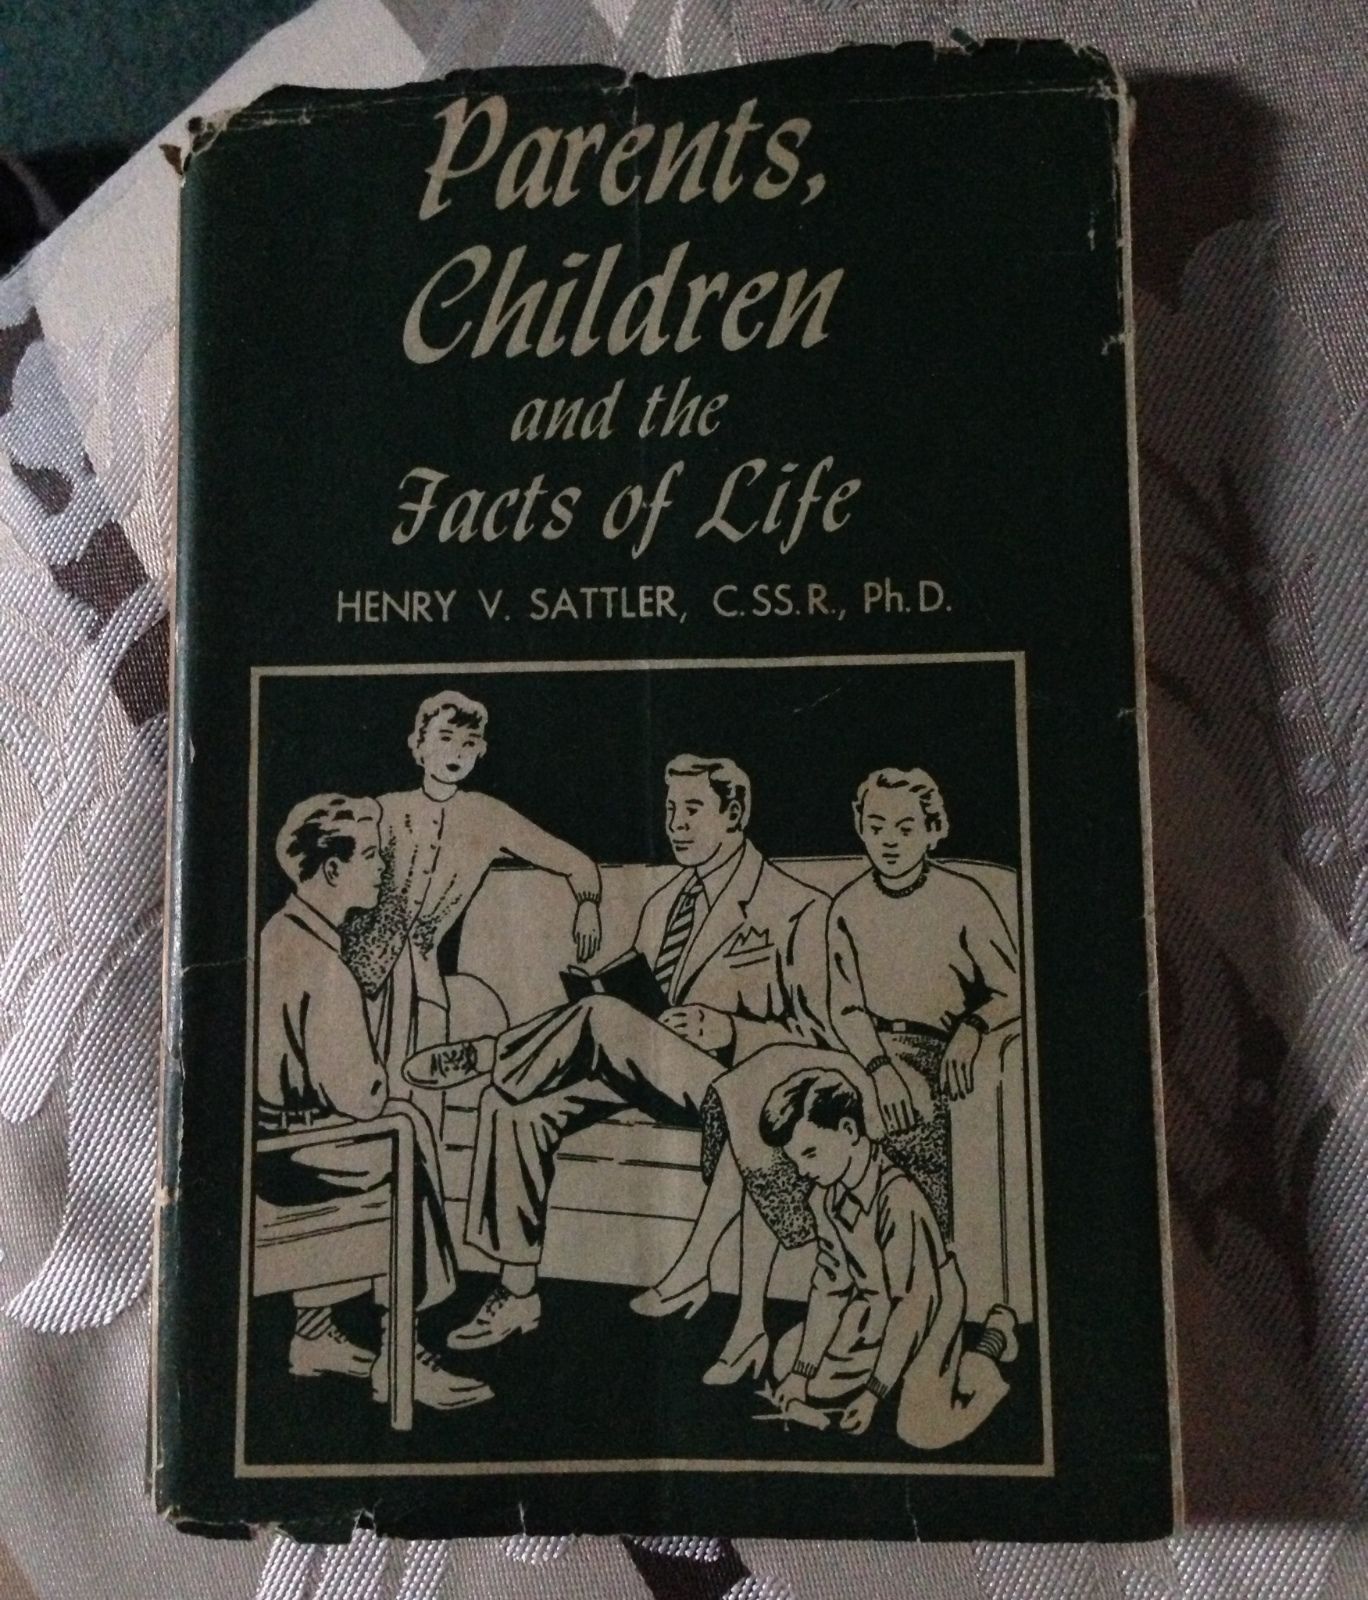 Parents,
Children
and the
Facts of Life
HENRY V. SATTLER, C.SS.R., Ph.D.